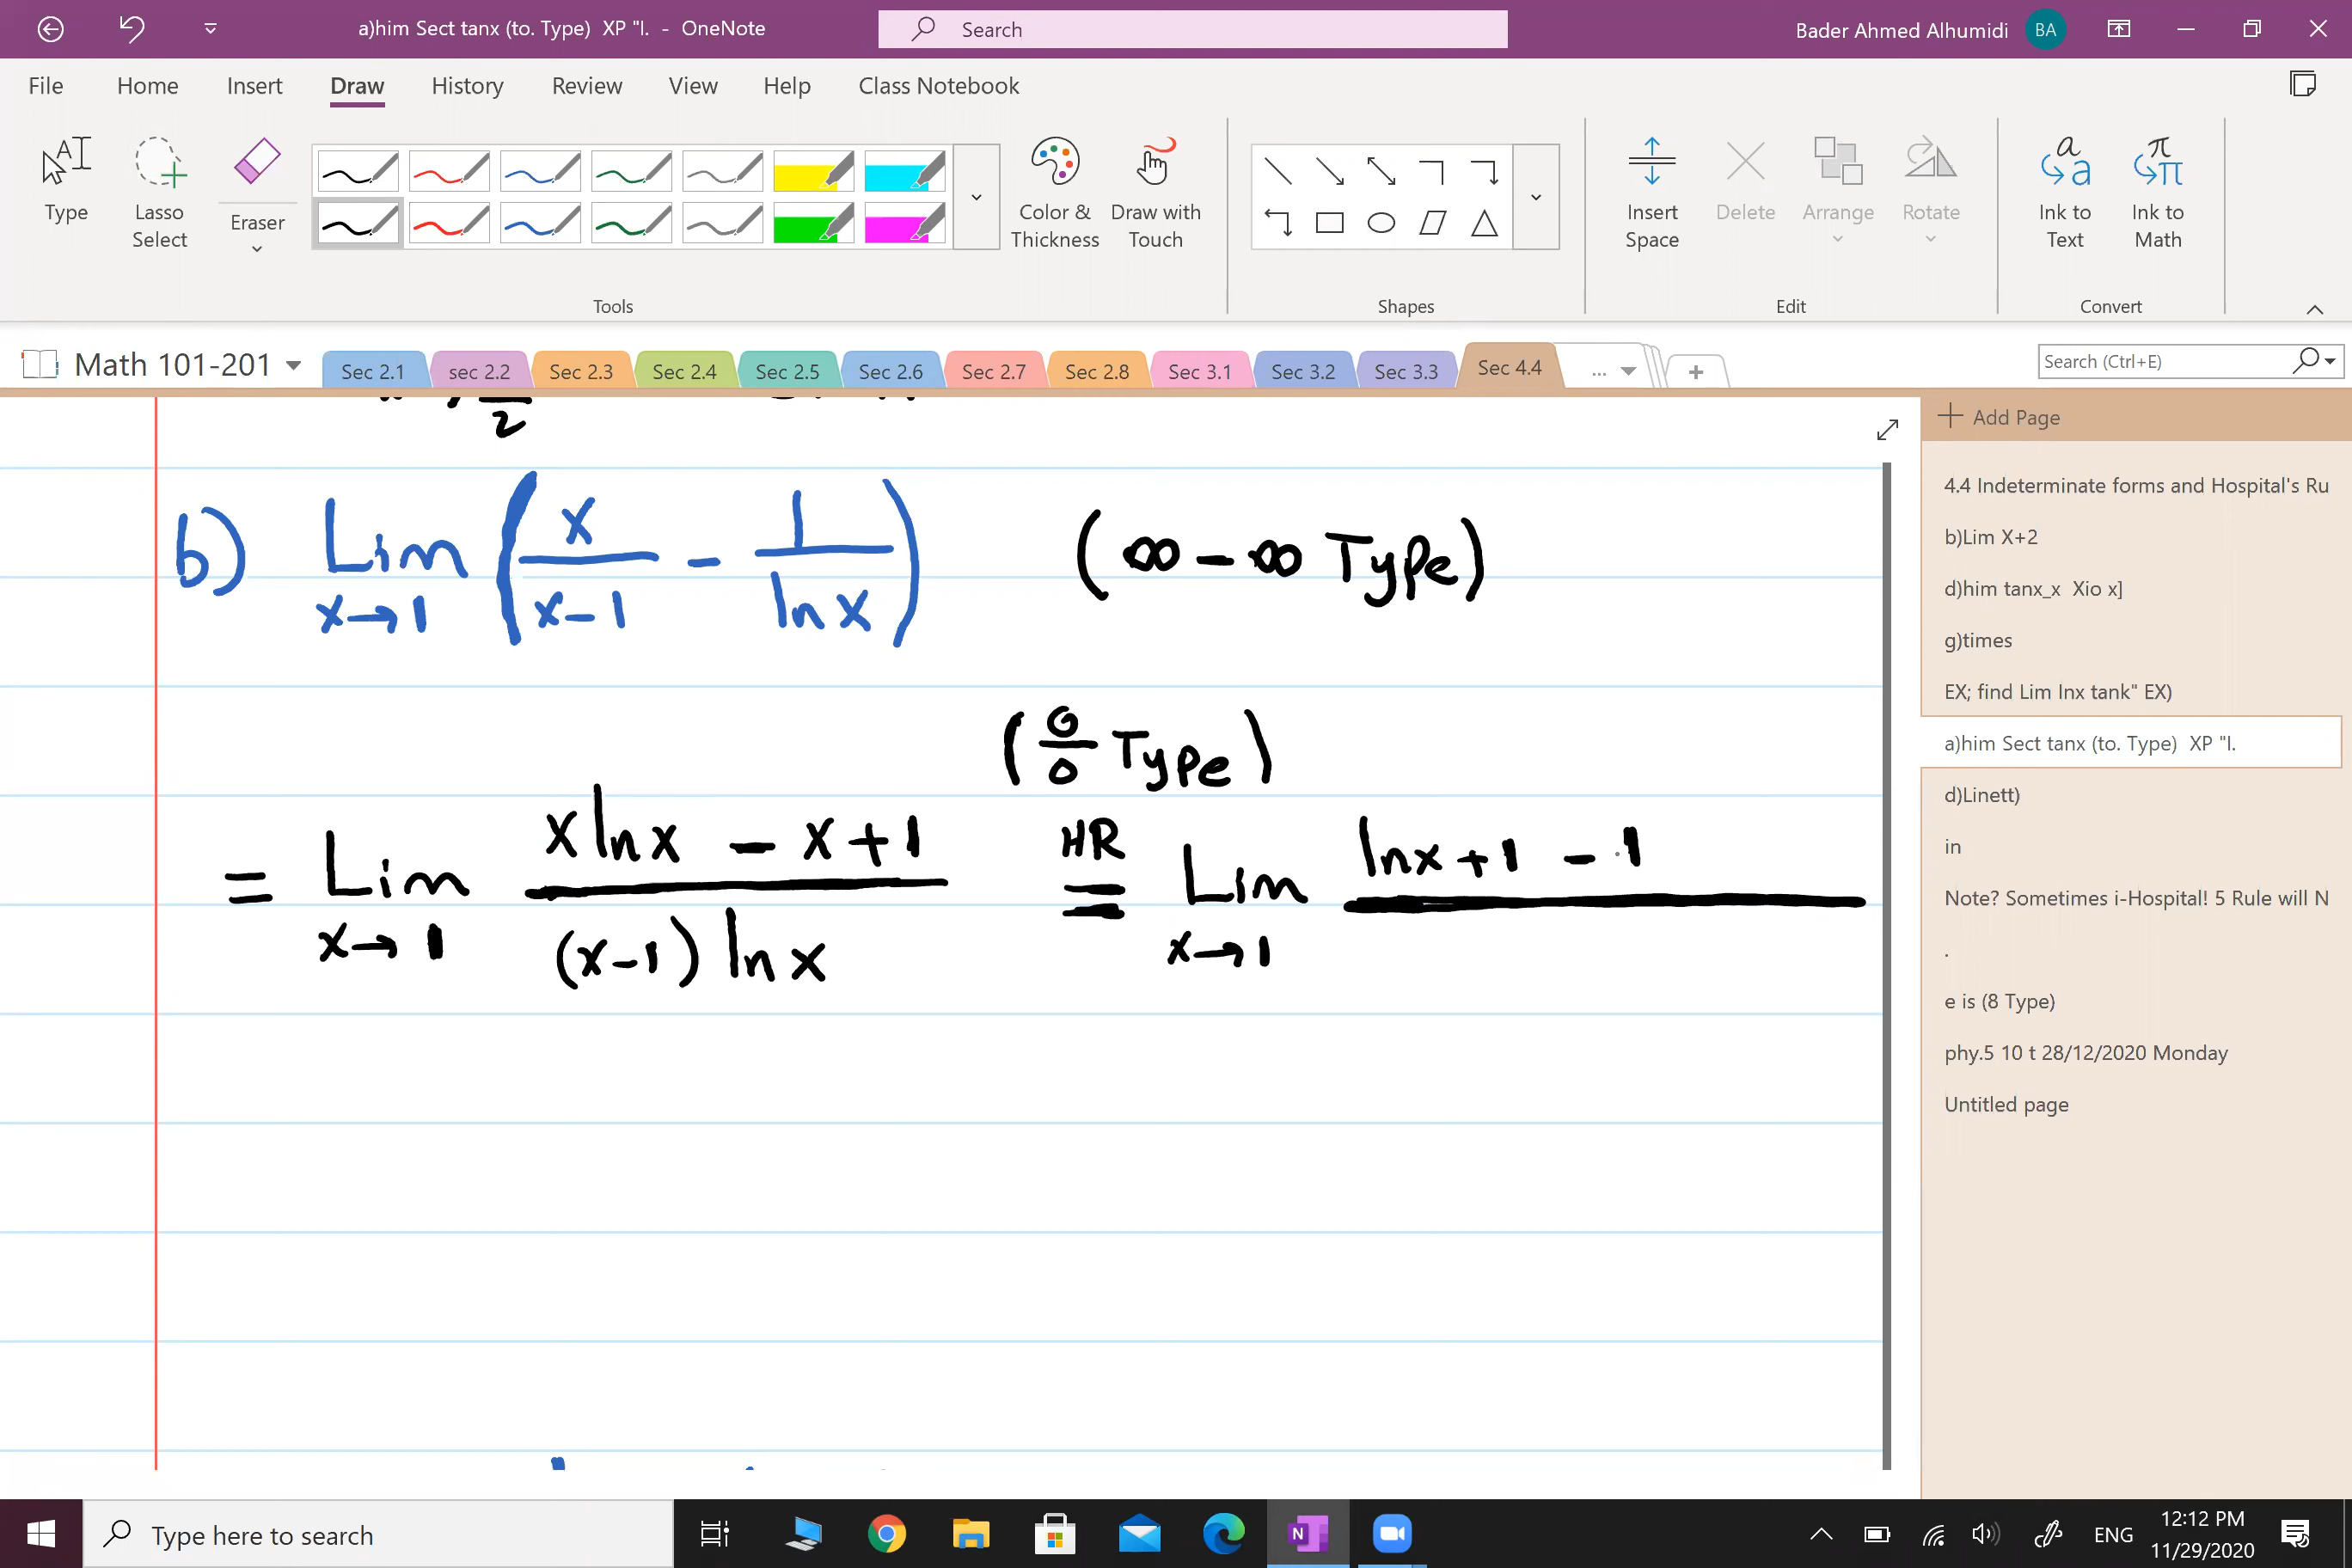 a)him Sect tanx (to. Type)  XP "I.  -  OneNote
Search
Bader Ahmed Alhumidi
BA
File Home Insert Draw History Review View Help Class Notebook
Type
Lasso Select
Eraser
Color & Thickness
Draw with Touch
Insert Space
Delete
Arrange
Rotate
Ink to Text
Ink to Math
Tools
Shapes
Edit
Convert
Math 101-201
Sec 2.1
sec 2.2
Sec 2.3
Sec 2.4
Sec 2.5
Sec 2.6
Sec 2.7
Sec 2.8
Sec 3.1
Sec 3.2
Sec 3.3
Sec 4.4
...
Search (Ctrl+E)
2
b) Lim x→1 (x/(x-1) - 1/ln x) (∞ - ∞ Type)
(0/0 Type)
= Lim x→1 (x ln x - x + 1)/((x-1) ln x) HR = Lim x→1 ln x + 1 - 1
Add Page
4.4 Indeterminate forms and Hospital's Ru
b)Lim X+2
d)him tanx_x  Xio x]
g)times
EX; find Lim Inx tank" EX)
a)him Sect tanx (to. Type)  XP "I.
d)Linett)
in
Note? Sometimes i-Hospital! 5 Rule will N
.
e is (8 Type)
phy.5 10 t 28/12/2020 Monday
Untitled page
Type here to search
ENG
12:12 PM
11/29/2020